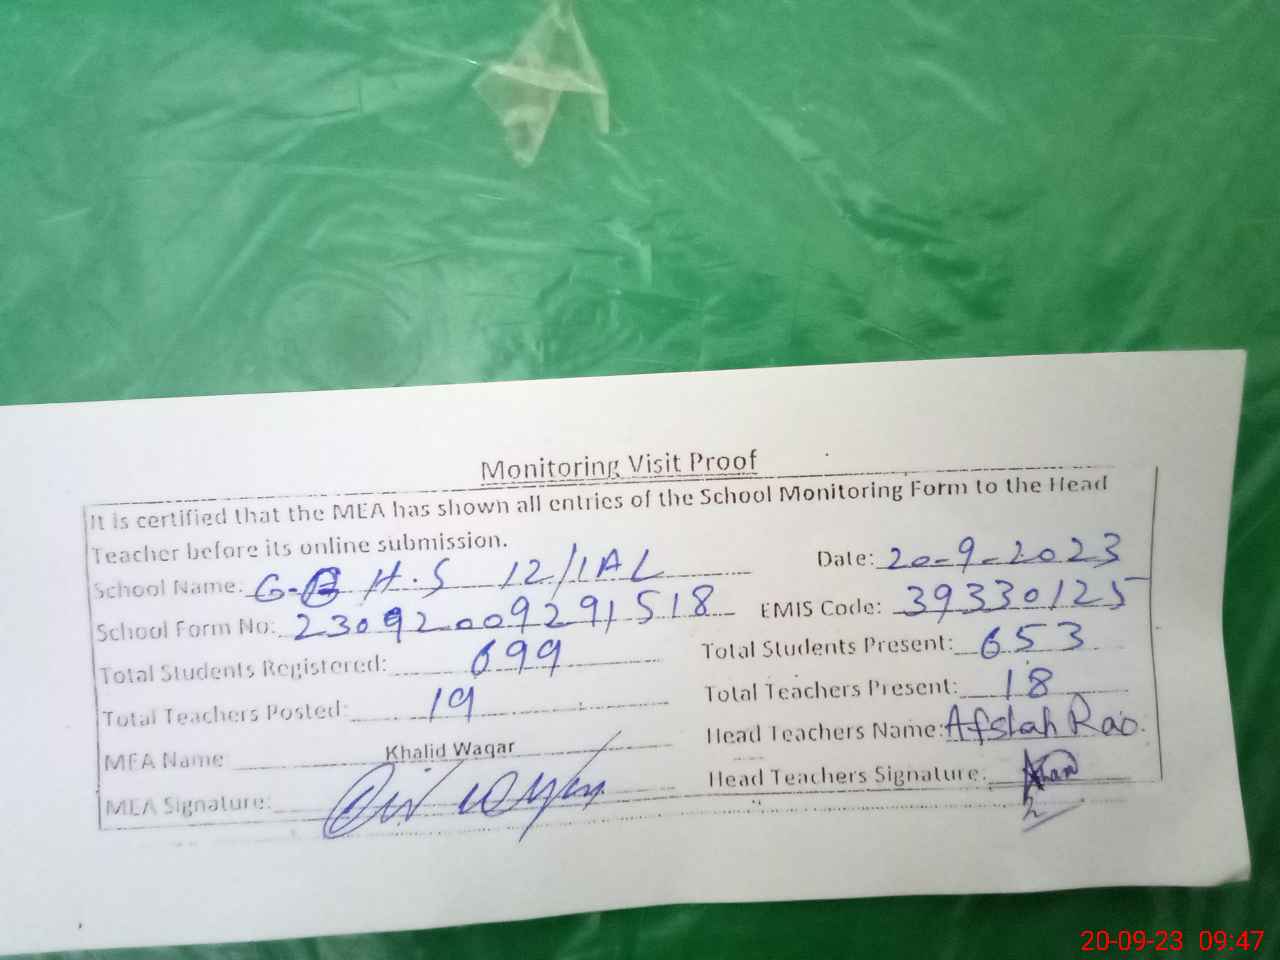 Monitoring Visit Proof
It is certified that the MEA has shown all entries of the School Monitoring Form to the Head
Teacher before its online submission.
School Name: G.B H.S 12/1AL Date: 20-9-2023
School Form No: 23092009291518 EMIS Code: 39330125
Total Students Registered: 699 Total Students Present: 653
Total Teachers Posted: 19 Total Teachers Present: 18
MEA Name Khalid Waqar Head Teachers Name: Afshah Rao.
MEA Signature: Head Teachers Signature:
20-09-23 09:47